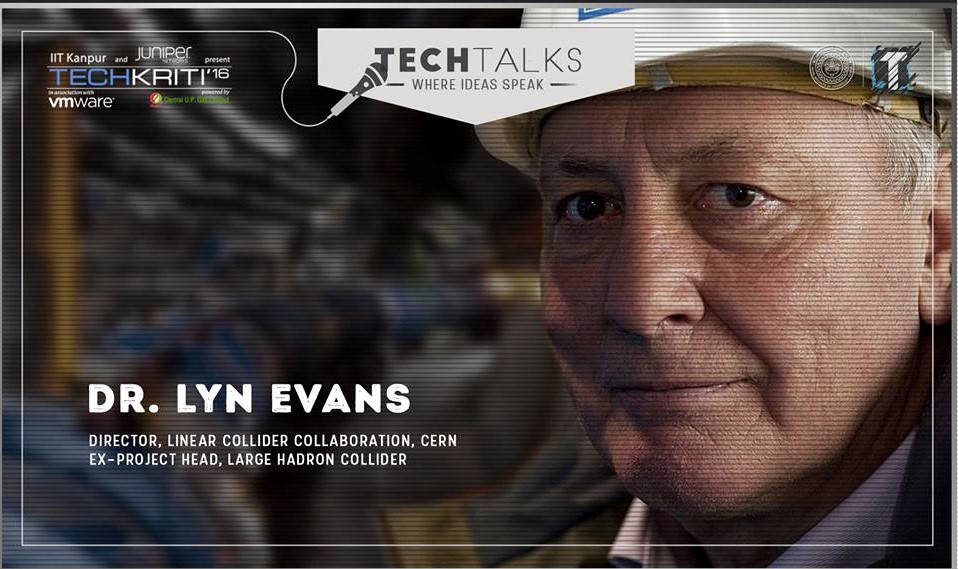 IIT Kanpur and JUNIPER present
NETWORKS
TECHKRITI'16
In association with powered by
vmware® Central U.P. Gas Limited
TECHTALKS
WHERE IDEAS SPEAK
DR. LYN EVANS
DIRECTOR, LINEAR COLLIDER COLLABORATION, CERN
EX-PROJECT HEAD, LARGE HADRON COLLIDER